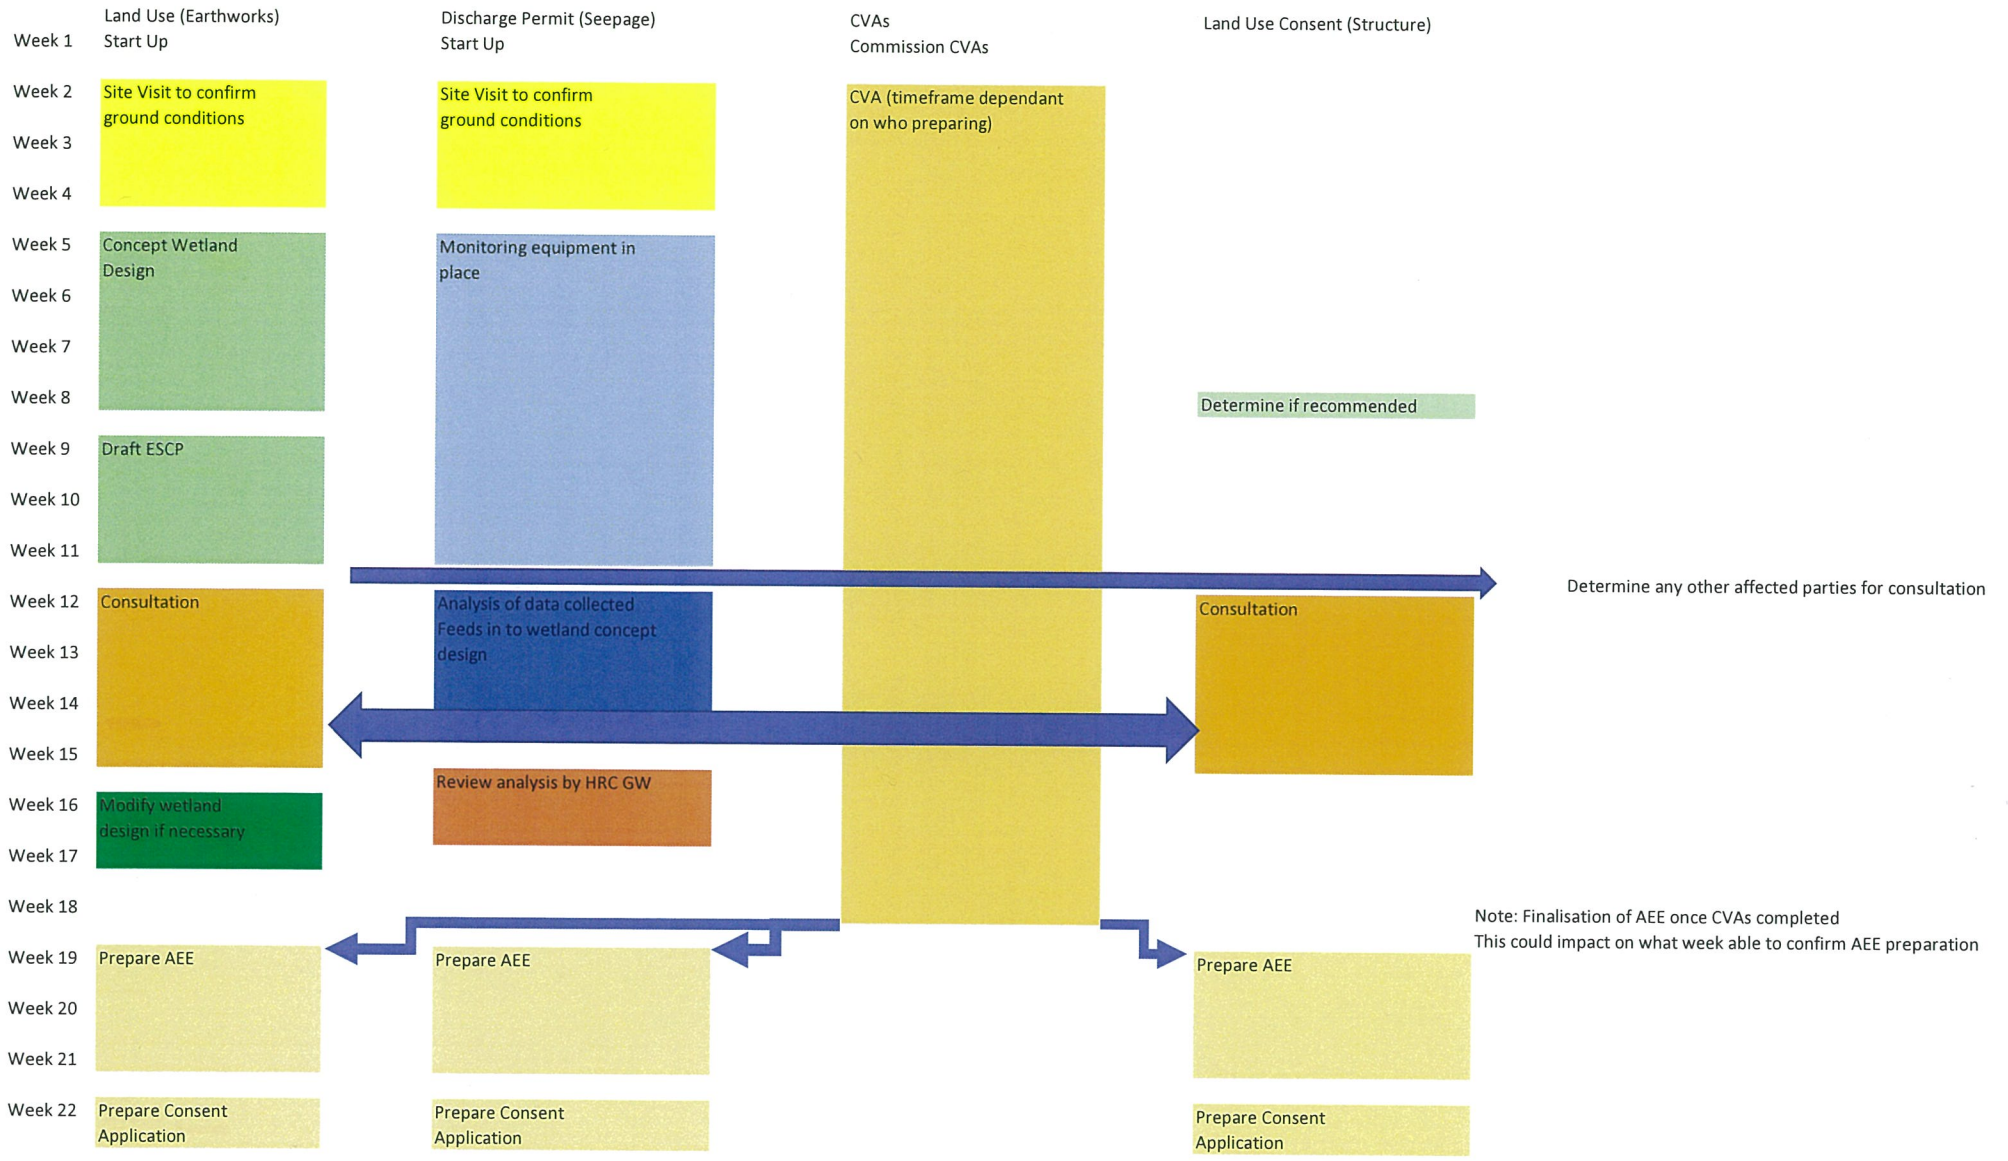 Land Use (Earthworks)
Discharge Permit (Seepage)
CVAs
Land Use Consent (Structure)
Week 1
Start Up
Start Up
Commission CVAs
Week 2
Site Visit to confirm
ground conditions
Site Visit to confirm
ground conditions
CVA (timeframe dependant
on who preparing)
Week 3
Week 4
Week 5
Concept Wetland
Design
Monitoring equipment in
place
Week 6
Week 7
Week 8
Determine if recommended
Week 9
Draft ESCP
Week 10
Week 11
Determine any other affected parties for consultation
Week 12
Consultation
Analysis of data collected
Feeds in to wetland concept
design
Consultation
Week 13
Week 14
Week 15
Review analysis by HRC GW
Week 16
Modify wetland
design if necessary
Week 17
Week 18
Note: Finalisation of AEE once CVAs completed
This could impact on what week able to confirm AEE preparation
Week 19
Prepare AEE
Prepare AEE
Prepare AEE
Week 20
Week 21
Week 22
Prepare Consent
Application
Prepare Consent
Application
Prepare Consent
Application